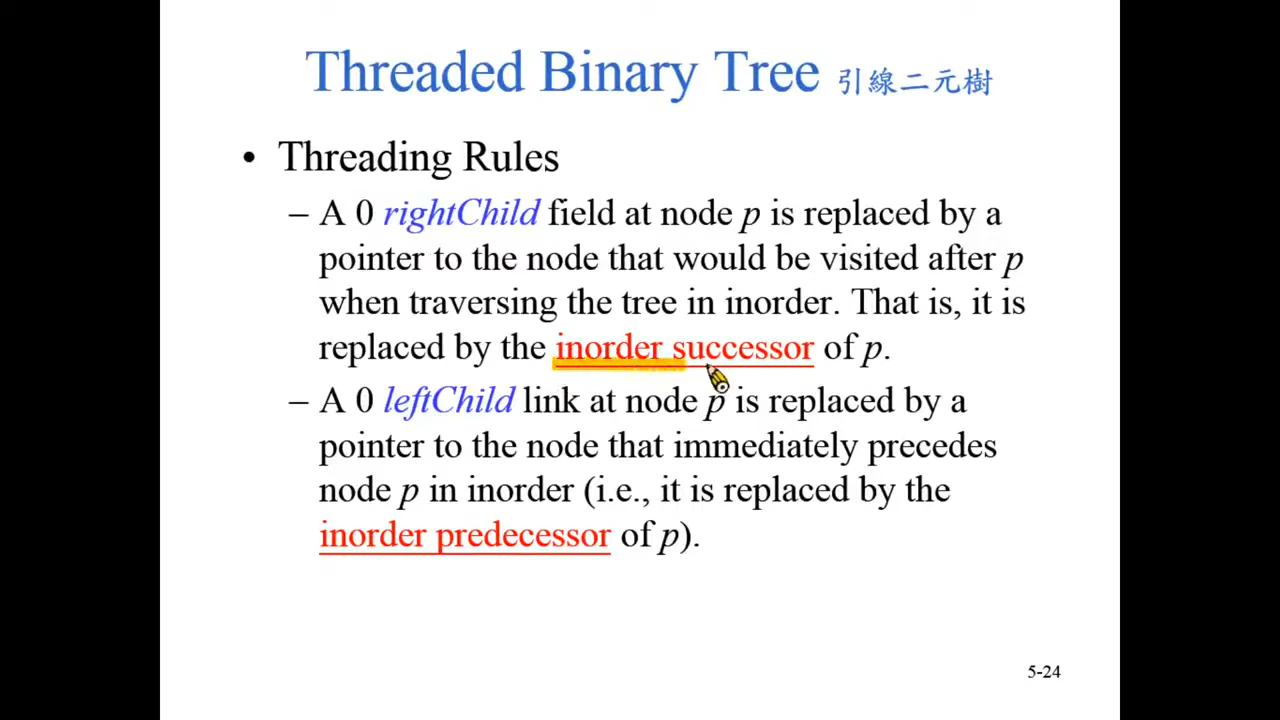 Threaded Binary Tree 引線二元樹
• Threading Rules
– A 0 rightChild field at node p is replaced by a
pointer to the node that would be visited after p
when traversing the tree in inorder. That is, it is
replaced by the inorder successor of p.
– A 0 leftChild link at node p is replaced by a
pointer to the node that immediately precedes
node p in inorder (i.e., it is replaced by the
inorder predecessor of p).
5-24